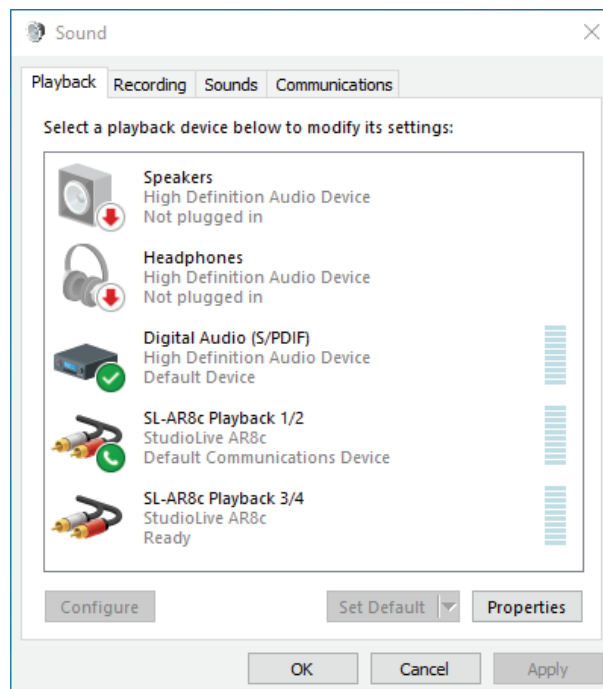 Sound
Playback Recording Sounds Communications
Select a playback device below to modify its settings:
Speakers
High Definition Audio Device
Not plugged in
Headphones
High Definition Audio Device
Not plugged in
Digital Audio (S/PDIF)
High Definition Audio Device
Default Device
SL-AR8c Playback 1/2
StudioLive AR8c
Default Communications Device
SL-AR8c Playback 3/4
StudioLive AR8c
Ready
Configure Set Default Properties
OK Cancel Apply